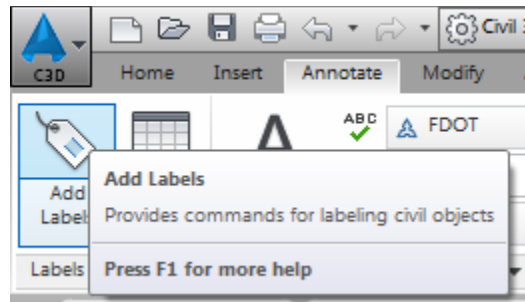 Civil
C3D
Home Insert Annotate Modify
ABC
FDOT
A
Add
Label
Add Labels
Provides commands for labeling civil objects
Press F1 for more help
Labels